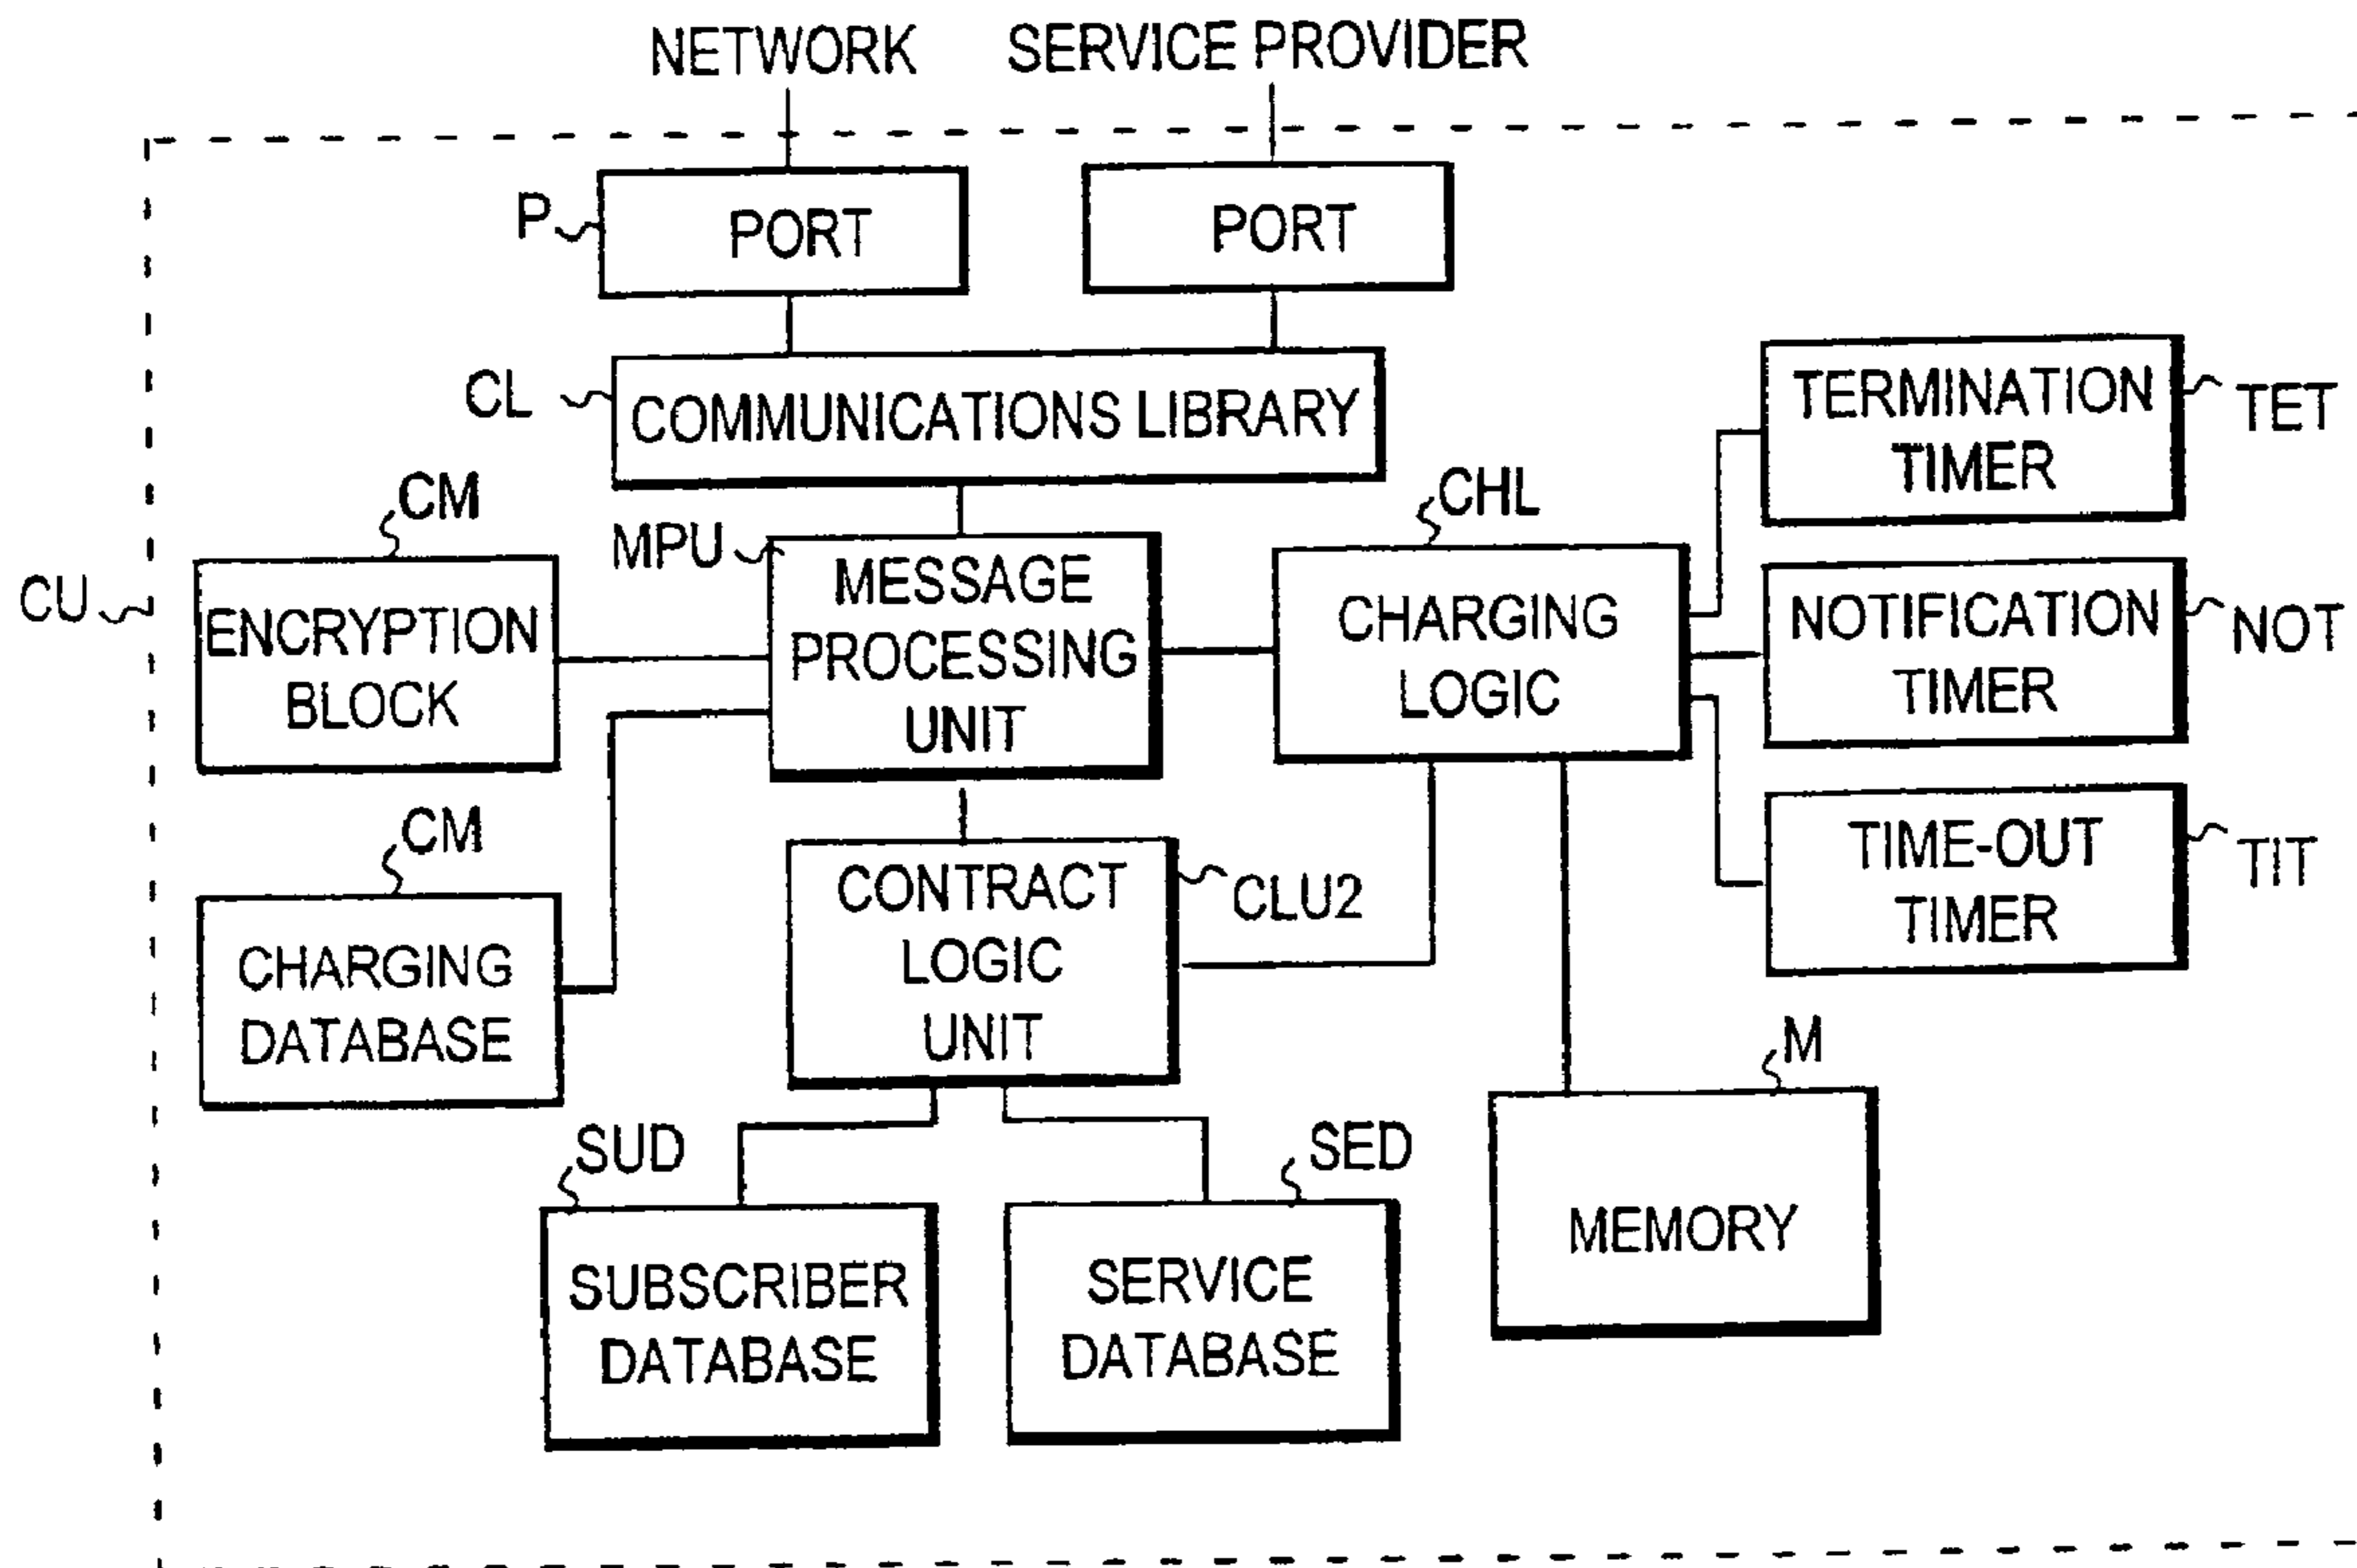 NETWORK
SERVICE PROVIDER
P
PORT
PORT
CL
COMMUNICATIONS LIBRARY
TERMINATION
TIMER
TET
CM
MPU
MESSAGE
PROCESSING
UNIT
CHL
CHARGING
LOGIC
NOTIFICATION
TIMER
NOT
CU
ENCRYPTION
BLOCK
CM
CHARGING
DATABASE
CONTRACT
LOGIC
UNIT
CLU2
TIME-OUT
TIMER
TIT
M
MEMORY
SUD
SUBSCRIBER
DATABASE
SED
SERVICE
DATABASE